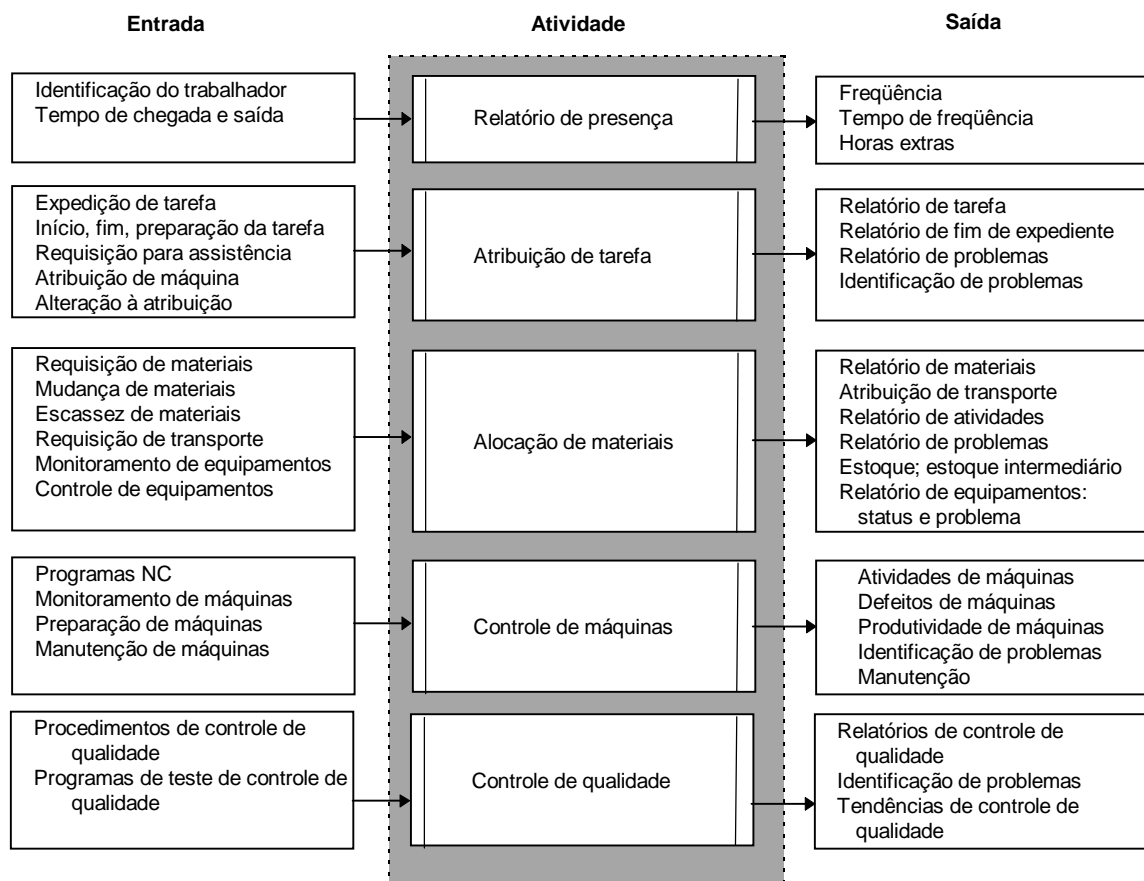 Entrada
Atividade
Saída
Identificação do trabalhador
Tempo de chegada e saída
Relatório de presença
Freqüência
Tempo de freqüência
Horas extras
Expedição de tarefa
Início, fim, preparação da tarefa
Requisição para assistência
Atribuição de máquina
Alteração à atribuição
Atribuição de tarefa
Relatório de tarefa
Relatório de fim de expediente
Relatório de problemas
Identificação de problemas
Requisição de materiais
Mudança de materiais
Escassez de materiais
Requisição de transporte
Monitoramento de equipamentos
Controle de equipamentos
Alocação de materiais
Relatório de materiais
Atribuição de transporte
Relatório de atividades
Relatório de problemas
Estoque; estoque intermediário
Relatório de equipamentos:
status e problema
Programas NC
Monitoramento de máquinas
Preparação de máquinas
Manutenção de máquinas
Controle de máquinas
Atividades de máquinas
Defeitos de máquinas
Produtividade de máquinas
Identificação de problemas
Manutenção
Procedimentos de controle de
qualidade
Programas de teste de controle de
qualidade
Controle de qualidade
Relatórios de controle de
qualidade
Identificação de problemas
Tendências de controle de
qualidade